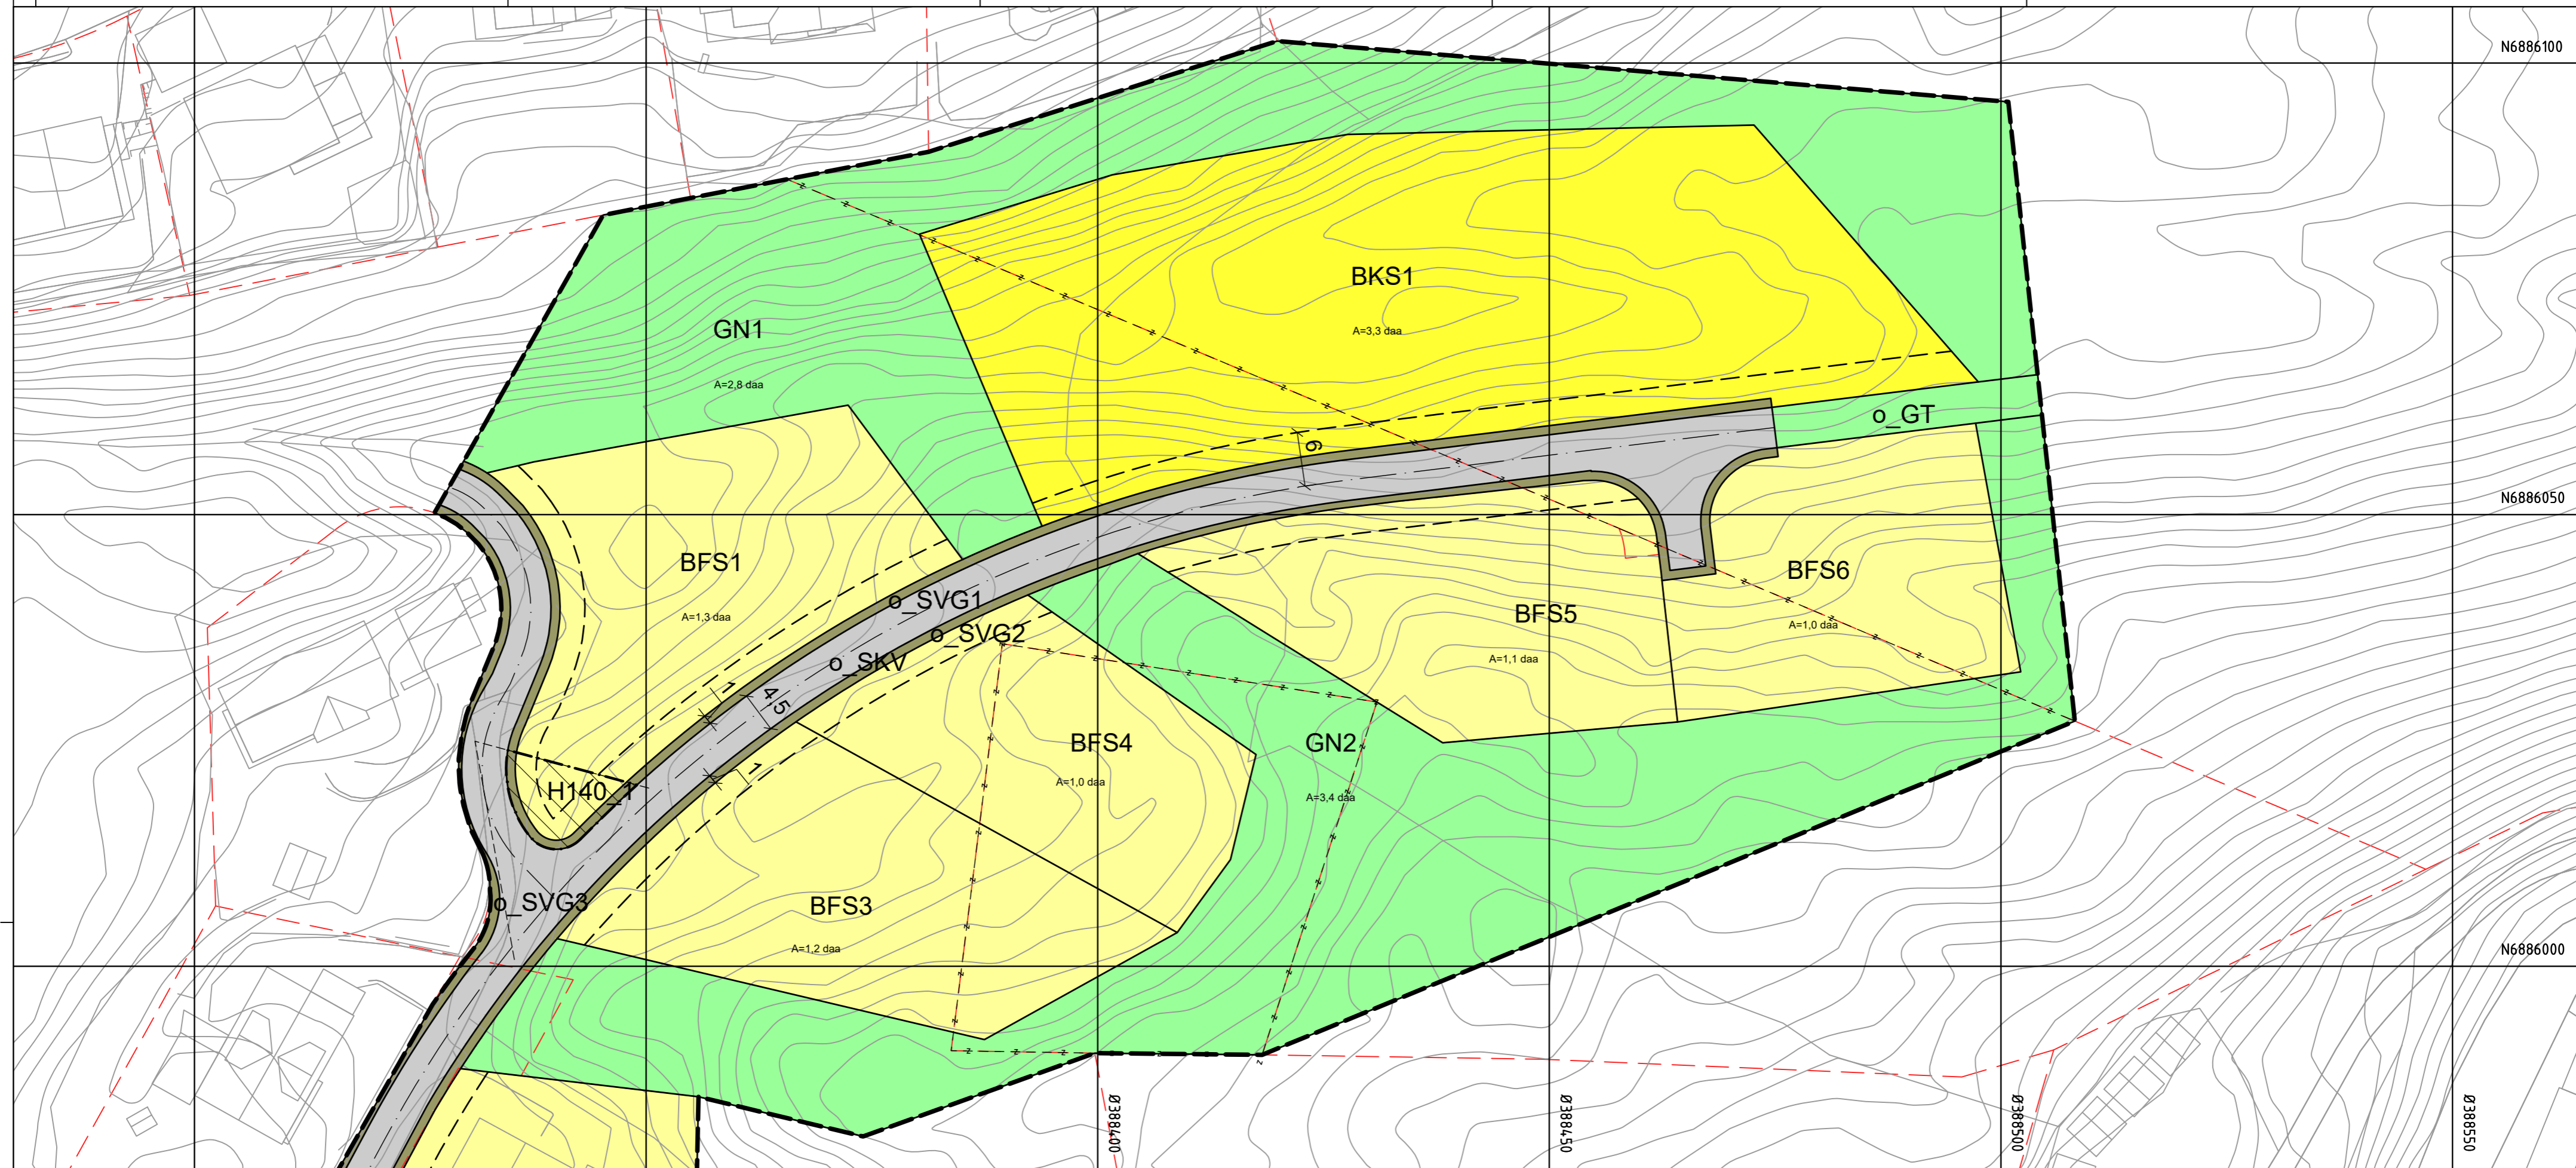 N6886100
BKS1
A=3,3 daa
GN1
A=2,8 daa
o_GT
6
N6886050
BFS1
A=1,3 daa
BFS6
A=1,0 daa
o_SVG1
BFS5
A=1,1 daa
o_SVG2
o_SKV
1
4,5
1
BFS4
A=1,0 daa
GN2
A=3,4 daa
H140_1
o_SVG3
BFS3
A=1,2 daa
N6886000
Ø388400
Ø388450
Ø388500
Ø388550